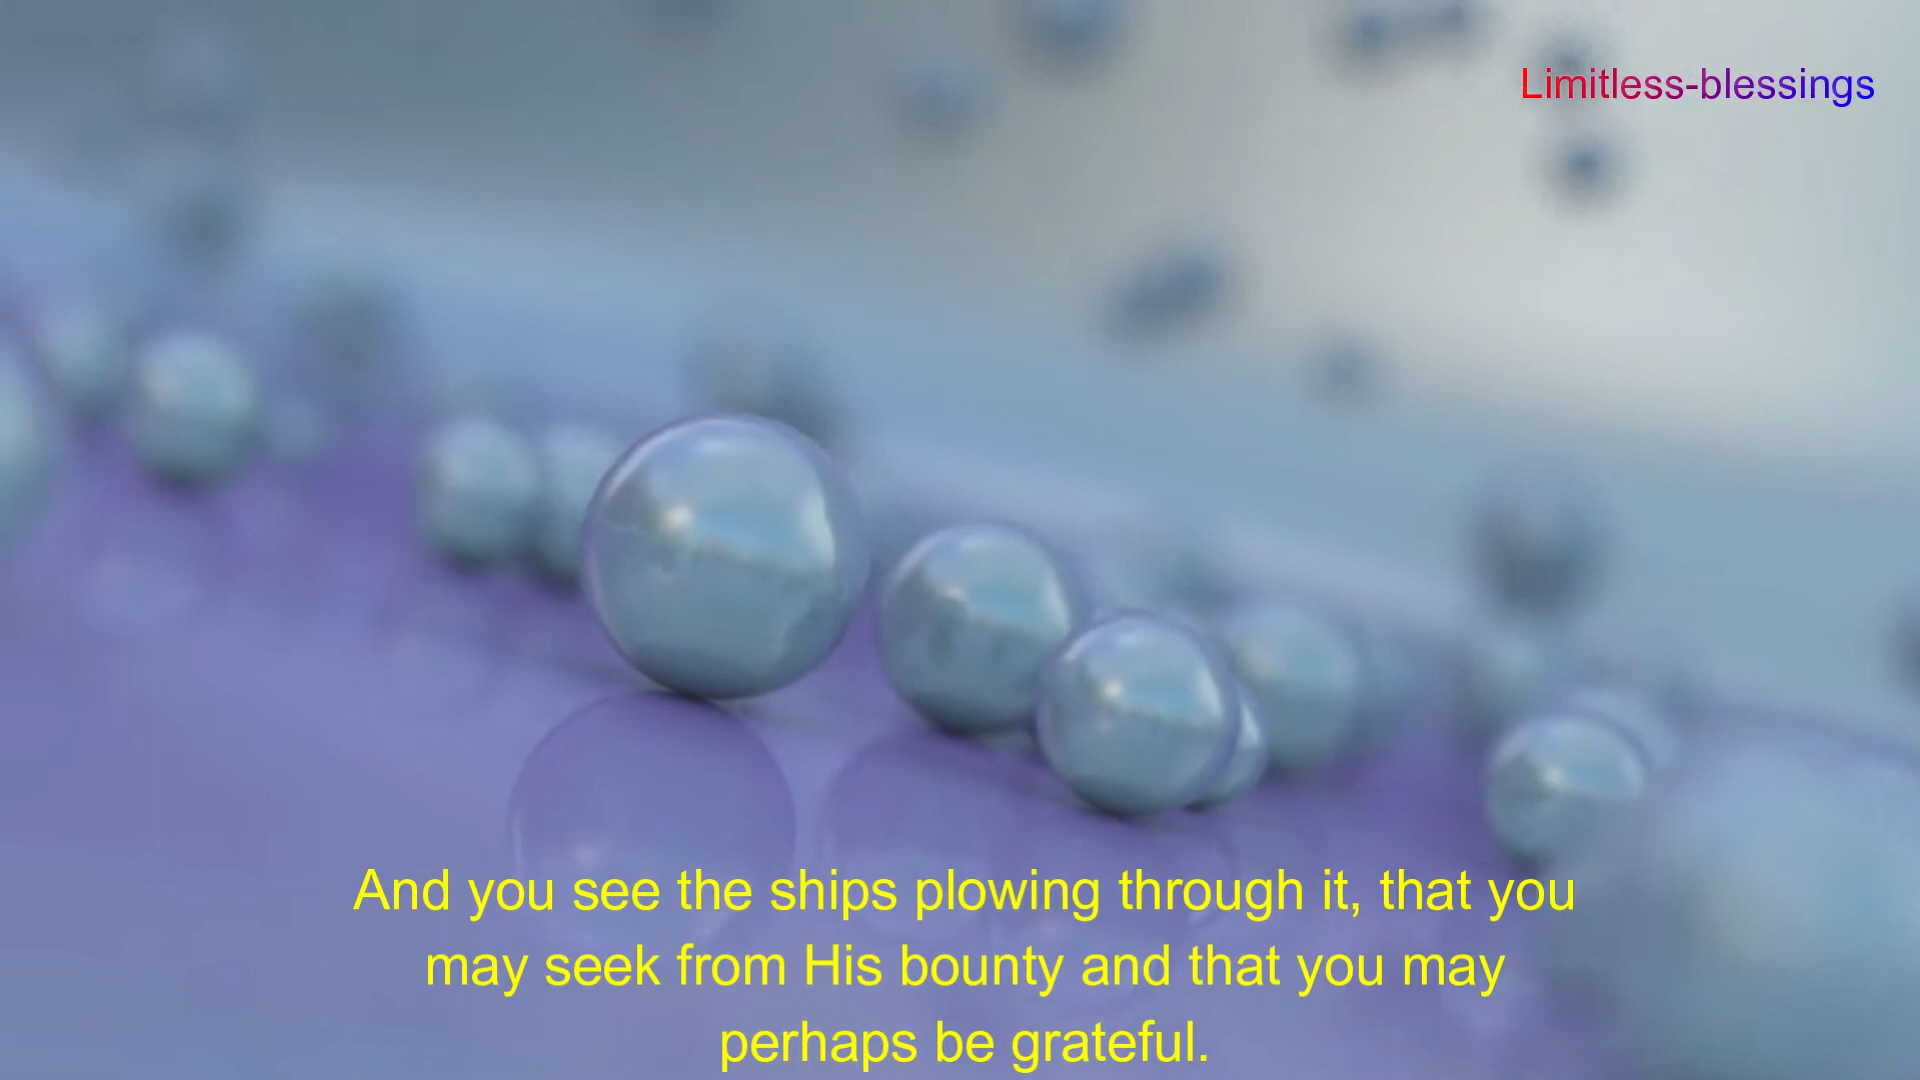 Limitless-blessings
And you see the ships plowing through it, that you
may seek from His bounty and that you may
perhaps be grateful.